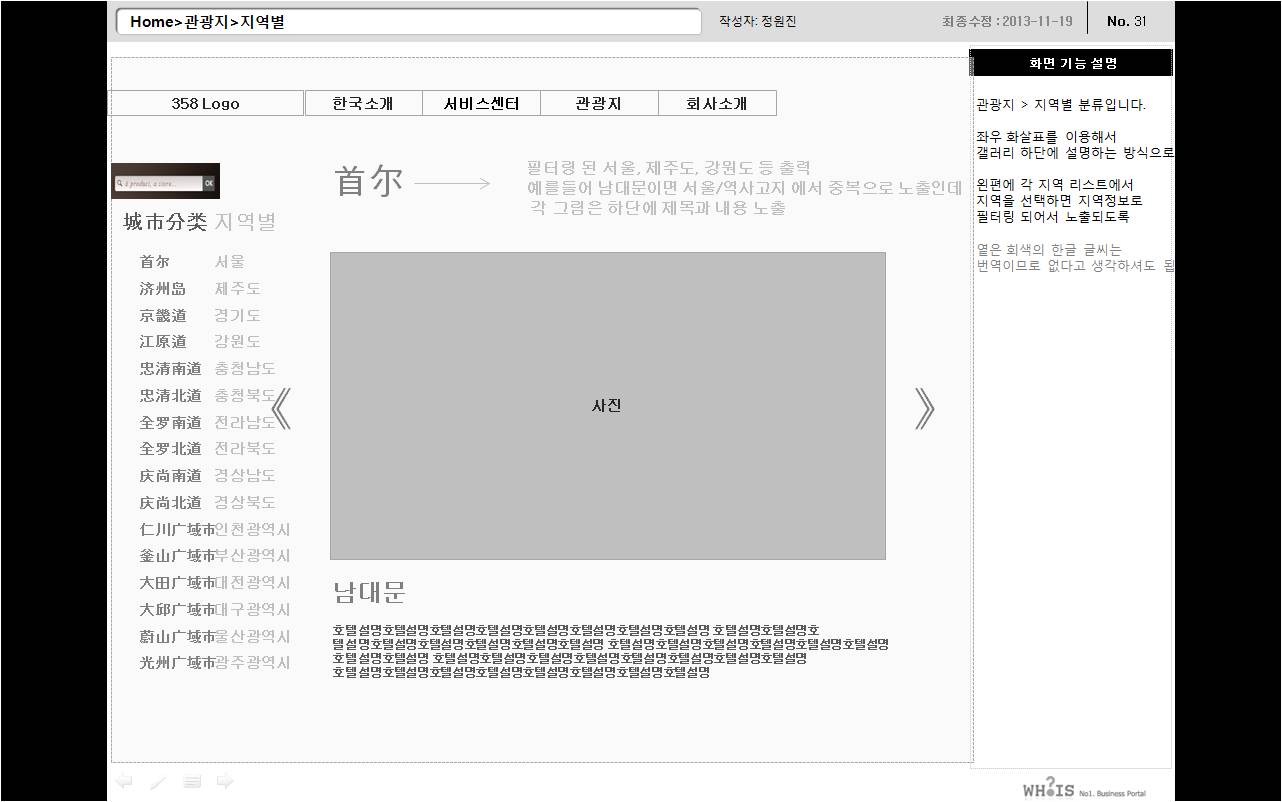 Home>관광지>지역별
작성자: 정원진
최종수정 : 2013-11-19
No. 31
화면 기능 설명
358 Logo
한국소개
서비스센터
관광지
회사소개
a product, a store...
OK
城市分类 지역별
首尔 서울
济州岛 제주도
京畿道 경기도
江原道 강원도
忠清南道 충청남도
忠清北道 충청북도
全罗南道 전라남도
全罗北道 전라북도
庆尚南道 경상남도
庆尚北道 경상북도
仁川广域市 인천광역시
釜山广域市 부산광역시
大田广域市 대전광역시
大邱广域市 대구광역시
蔚山广域市 울산광역시
光州广域市 광주광역시
首尔
필터링 된 서울, 제주도, 강원도 등 출력
예를들어 남대문이면 서울/역사고지 에서 중복으로 노출인데
각 그림은 하단에 제목과 내용 노출
사진
남대문
호텔설명호텔설명호텔설명호텔설명호텔설명호텔설명호텔설명호텔설명 호텔설명호텔설명호
텔설명호텔설명호텔설명호텔설명호텔설명호텔설명 호텔설명호텔설명호텔설명호텔설명호텔설명호텔설명
호텔설명호텔설명 호텔설명호텔설명호텔설명호텔설명호텔설명호텔설명호텔설명호텔설명
호텔설명호텔설명호텔설명호텔설명호텔설명호텔설명호텔설명호텔설명
관광지 > 지역별 분류입니다.
좌우 화살표를 이용해서
갤러리 하단에 설명하는 방식으로
왼편에 각 지역 리스트에서
지역을 선택하면 지역정보로
필터링 되어서 노출되도록
옅은 회색의 한글 글씨는
번역이므로 없다고 생각하셔도 됩
WHOIS No1. Business Portal